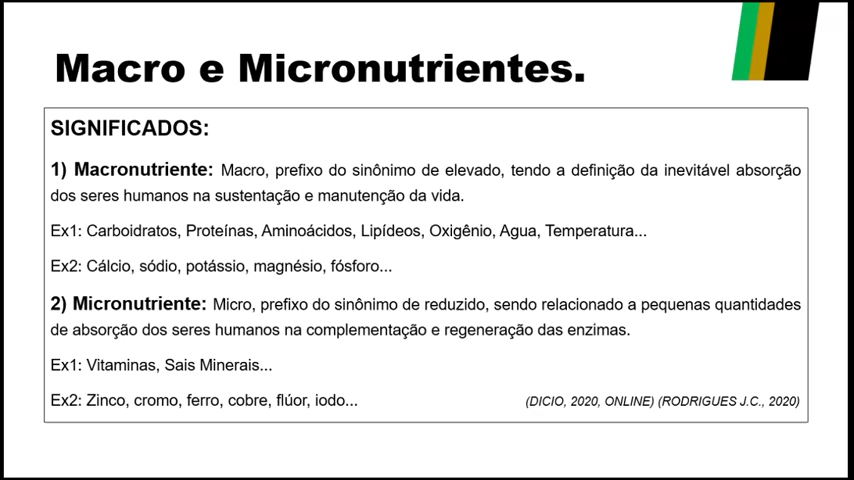 Macro e Micronutrientes.
SIGNIFICADOS:
1) Macronutriente: Macro, prefixo do sinônimo de elevado, tendo a definição da inevitável absorção
dos seres humanos na sustentação e manutenção da vida.
Ex1: Carboidratos, Proteínas, Aminoácidos, Lipídeos, Oxigênio, Agua, Temperatura...
Ex2: Cálcio, sódio, potássio, magnésio, fósforo...
2) Micronutriente: Micro, prefixo do sinônimo de reduzido, sendo relacionado a pequenas quantidades
de absorção dos seres humanos na complementação e regeneração das enzimas.
Ex1: Vitaminas, Sais Minerais...
Ex2: Zinco, cromo, ferro, cobre, flúor, iodo... (DICIO, 2020, ONLINE) (RODRIGUES J.C., 2020)